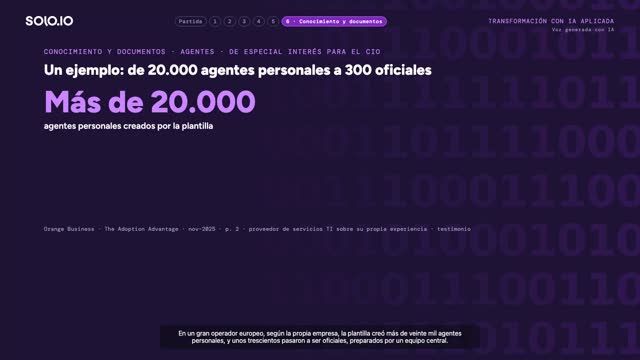 SOLO.IO
Partida 1 2 3 4 5 6 · Conocimiento y documentos
TRANSFORMACIÓN CON IA APLICADA
Voz generada con IA
CONOCIMIENTO Y DOCUMENTOS · AGENTES · DE ESPECIAL INTERÉS PARA EL CIO
Un ejemplo: de 20.000 agentes personales a 300 oficiales
Más de 20.000
agentes personales creados por la plantilla
Orange Business · The Adoption Advantage · nov-2025 · p. 2 · proveedor de servicios TI sobre su propia experiencia · testimonio
En un gran operador europeo, según la propia empresa, la plantilla creó más de veinte mil agentes
personales, y unos trescientos pasaron a ser oficiales, preparados por un equipo central.